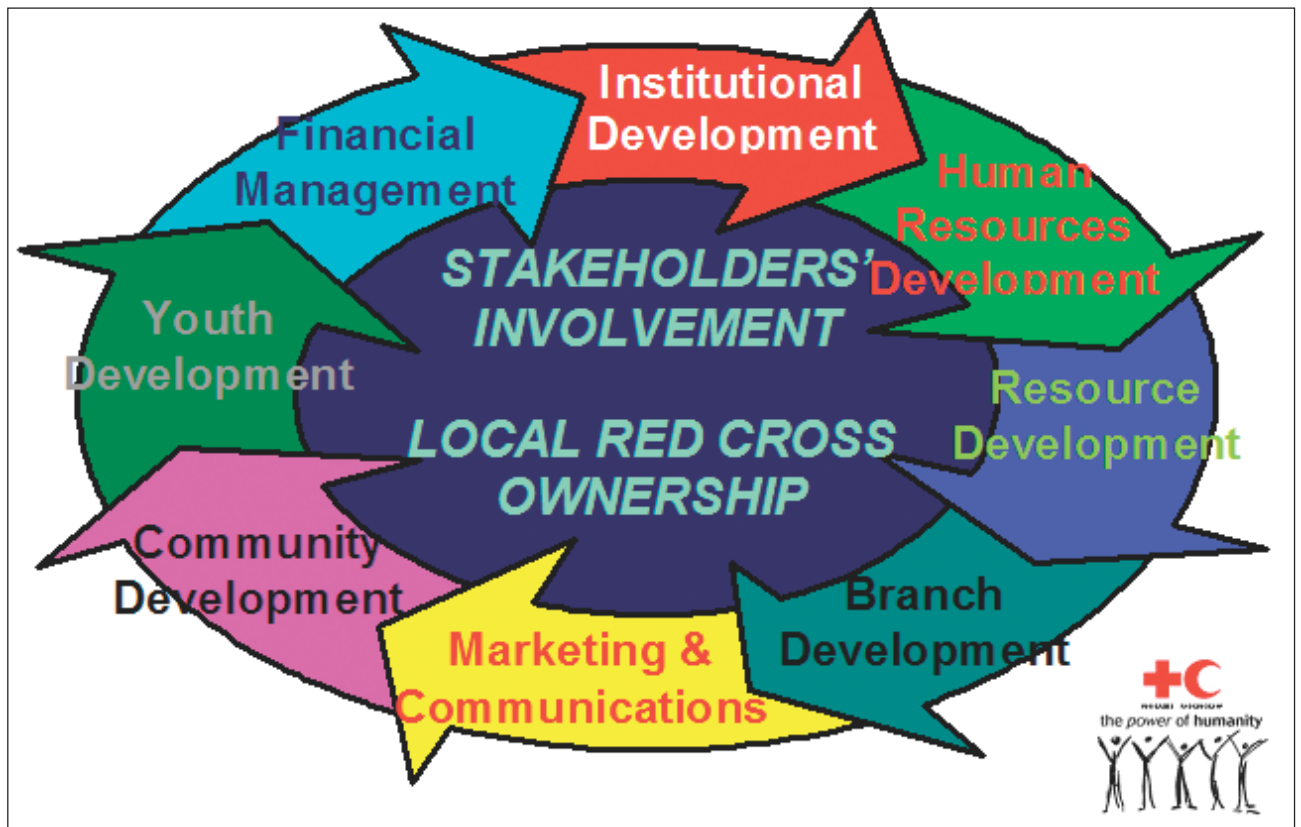 Institutional
Development
Human
Resources
Development
Resource
Development
Branch
Development
Marketing &
Communications
Community
Development
Youth
Development
Financial
Management
STAKEHOLDERS’
INVOLVEMENT
LOCAL RED CROSS
OWNERSHIP
the power of humanity